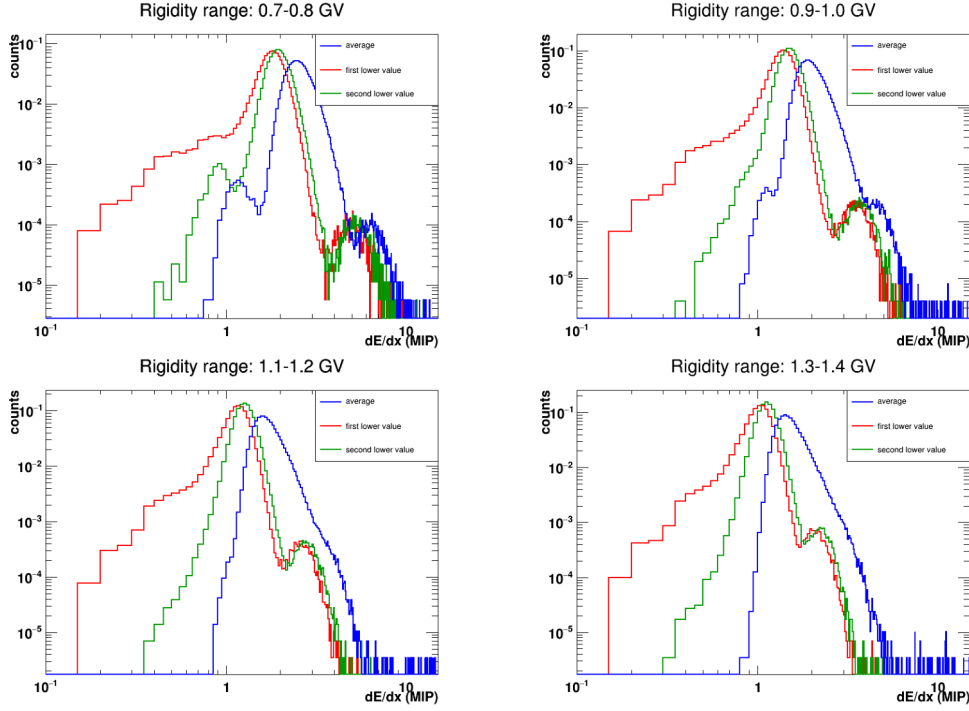 Rigidity range: 0.7-0.8 GV
counts
average
first lower value
second lower value
10⁻¹
10⁻²
10⁻³
10⁻⁴
10⁻⁵
10⁻¹ 1 10
dE/dx (MIP)
Rigidity range: 0.9-1.0 GV
counts
average
first lower value
second lower value
10⁻¹
10⁻²
10⁻³
10⁻⁴
10⁻⁵
10⁻¹ 1 10
dE/dx (MIP)
Rigidity range: 1.1-1.2 GV
counts
average
first lower value
second lower value
10⁻¹
10⁻²
10⁻³
10⁻⁴
10⁻⁵
10⁻¹ 1 10
dE/dx (MIP)
Rigidity range: 1.3-1.4 GV
counts
average
first lower value
second lower value
10⁻¹
10⁻²
10⁻³
10⁻⁴
10⁻⁵
10⁻¹ 1 10
dE/dx (MIP)